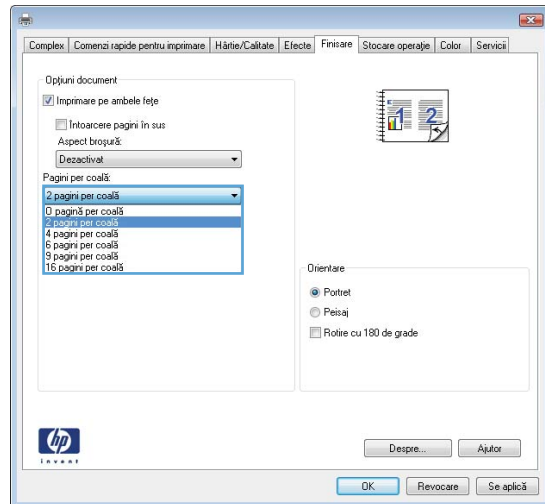 Complex Comenzi rapide pentru imprimare Hârtie/Calitate Efecte Finisare Stocare operaţie Color Servicii
Opţiuni document
Imprimare pe ambele feţe
Întoarcere pagini în sus
Aspect broşură:
Dezactivat
Pagini per coală:
2 pagini per coală
O pagină per coală
2 pagini per coală
4 pagini per coală
6 pagini per coală
9 pagini per coală
16 pagini per coală
1 2
Orientare
Portret
Peisaj
Rotire cu 180 de grade
hp
invent
Despre... Ajutor
OK Revocare Se aplică